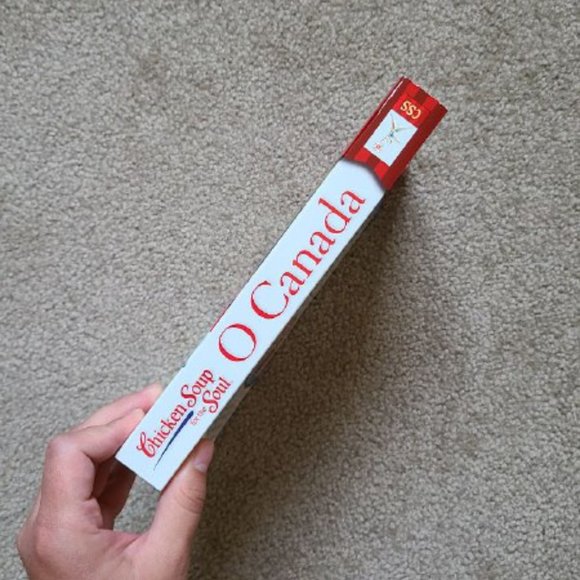 Chicken Soup
for the Soul
O Canada
CSS